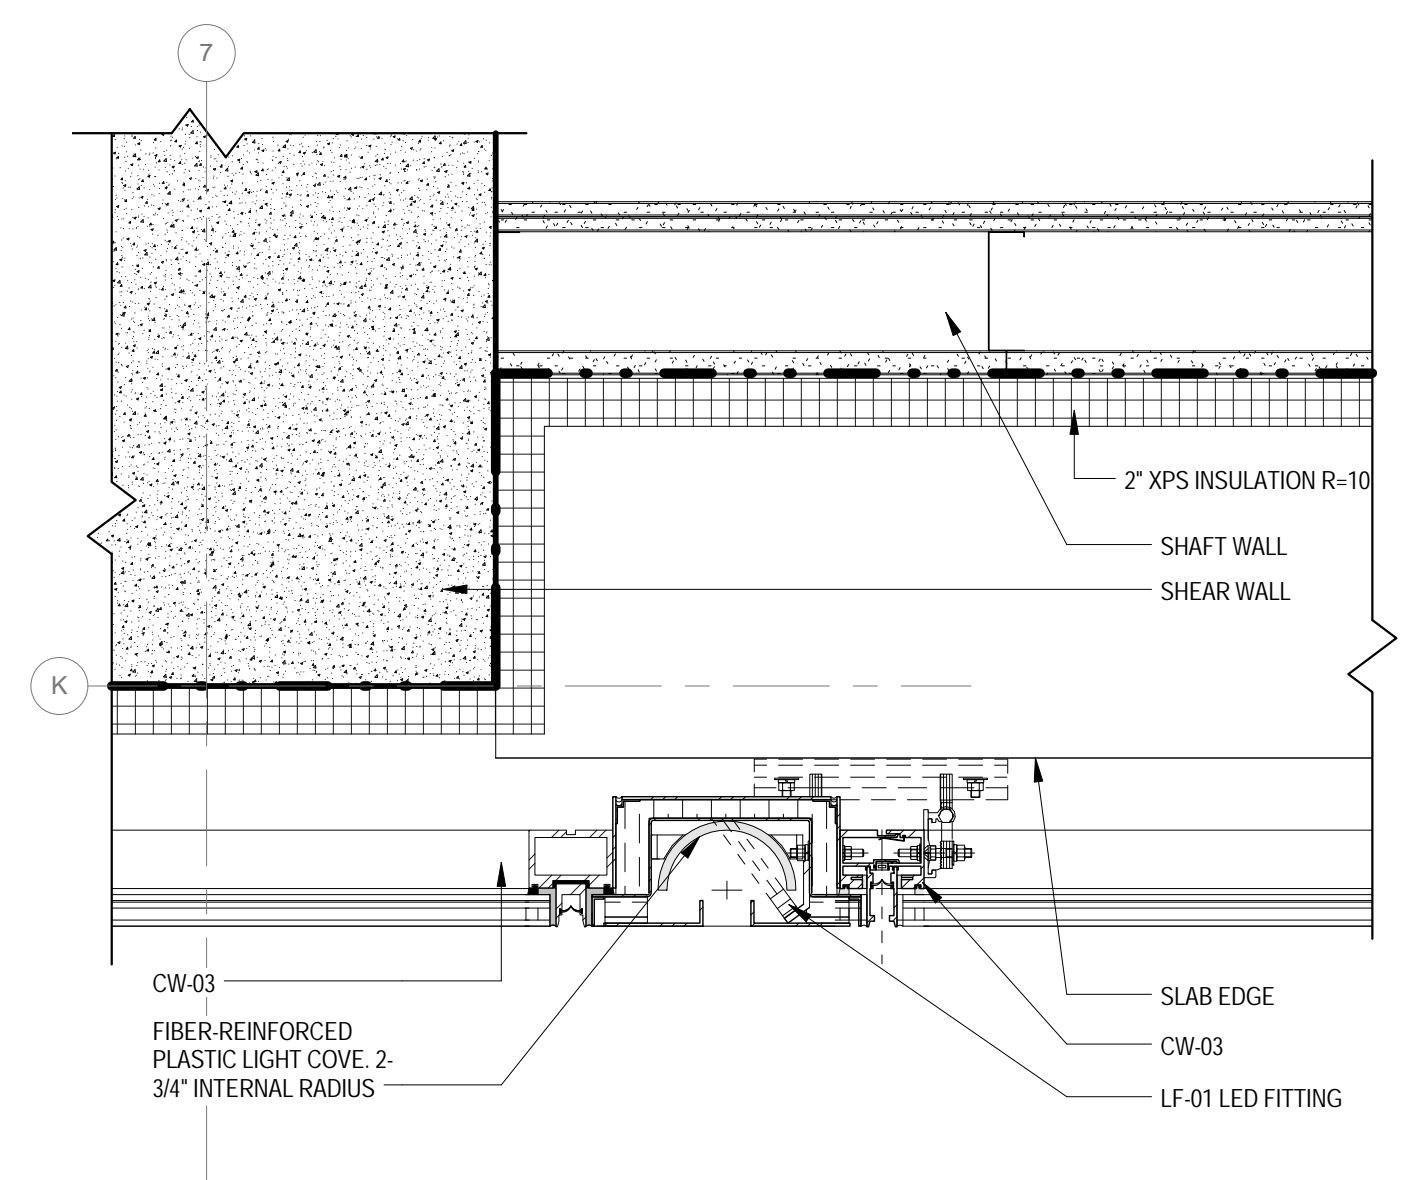 7
2" XPS INSULATION R=10
SHAFT WALL
SHEAR WALL
K
CW-03
FIBER-REINFORCED
PLASTIC LIGHT COVE. 2-
3/4" INTERNAL RADIUS
SLAB EDGE
CW-03
LF-01 LED FITTING